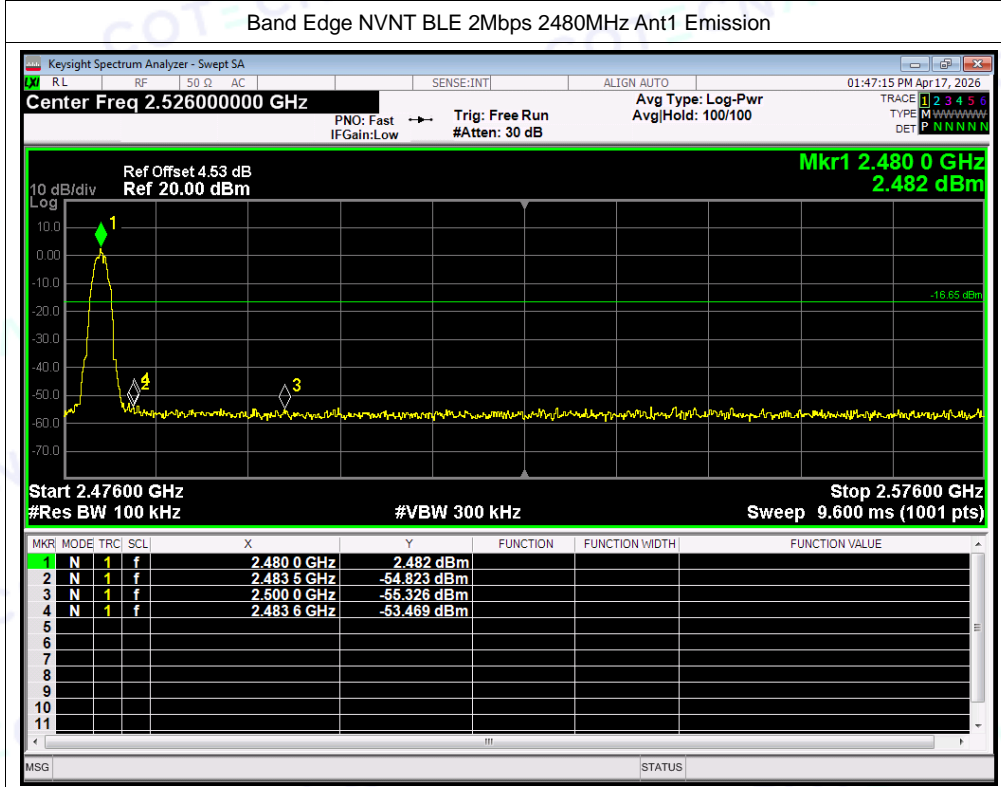 Band Edge NVNT BLE 2Mbps 2480MHz Ant1 Emission
Keysight Spectrum Analyzer - Swept SA
LXI RL RF 50 Ω AC SENSE:INT ALIGN AUTO 01:47:15 PM Apr 17, 2026
Center Freq 2.526000000 GHz
PNO: Fast
IFGain:Low
Trig: Free Run
#Atten: 30 dB
Avg Type: Log-Pwr
Avg|Hold: 100/100
TRACE 1 2 3 4 5 6
TYPE M WWWWW
DET P N N N N N
Mkr1 2.480 0 GHz
2.482 dBm
Ref Offset 4.53 dB
10 dB/div Ref 20.00 dBm
Log
10.0
0.00
-10.0
-20.0
-30.0
-40.0
-50.0
-60.0
-70.0
1
4
2
3
-16.65 dBm
Start 2.47600 GHz Stop 2.57600 GHz
#Res BW 100 kHz #VBW 300 kHz Sweep 9.600 ms (1001 pts)
MKR MODE TRC SCL X Y FUNCTION FUNCTION WIDTH FUNCTION VALUE
1 N 1 f 2.480 0 GHz 2.482 dBm
2 N 1 f 2.483 5 GHz -54.823 dBm
3 N 1 f 2.500 0 GHz -55.326 dBm
4 N 1 f 2.483 6 GHz -53.469 dBm
5
6
7
8
9
10
11
MSG STATUS